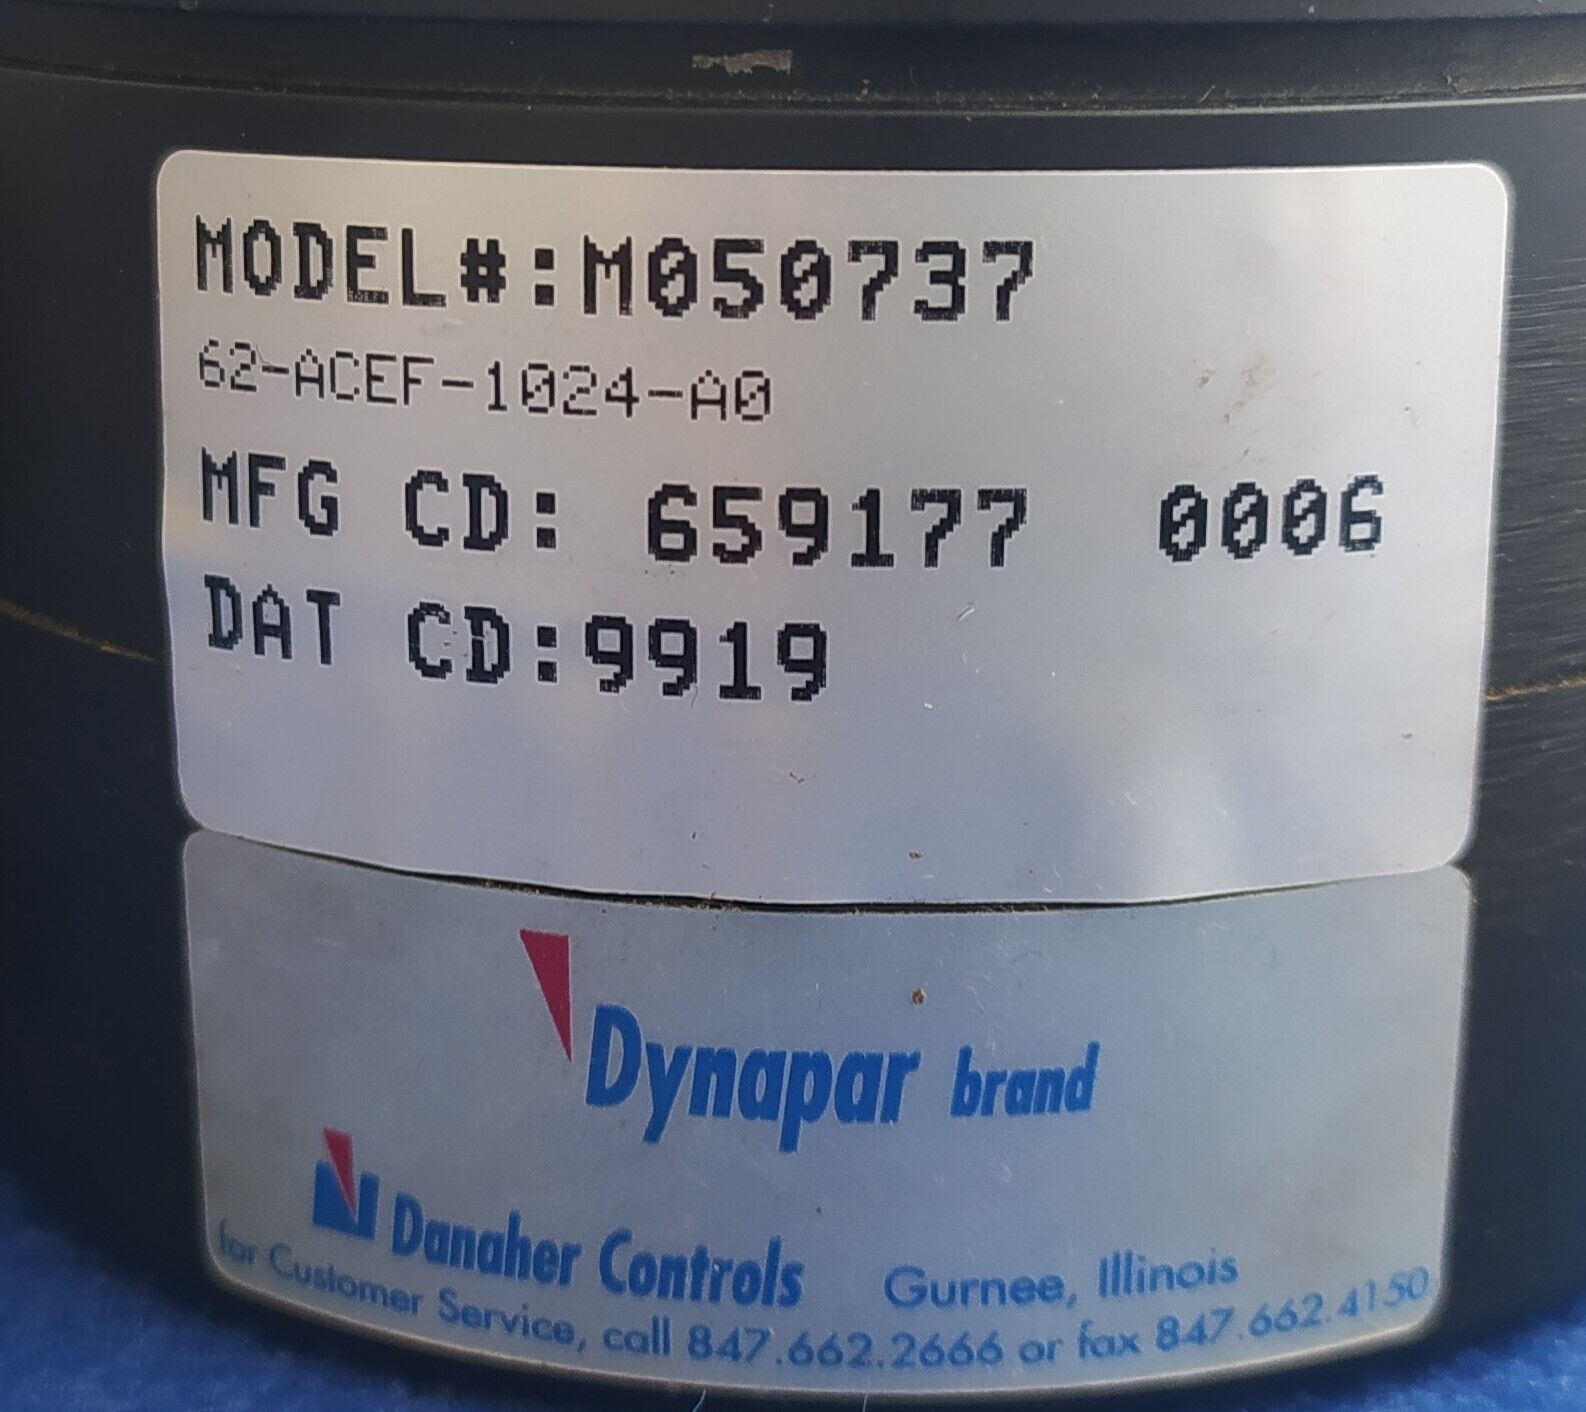 MODEL#:M050737
62-ACEF-1024-A0
MFG CD: 659177 0006
DAT CD:9919
Dynapar brand
Danaher Controls Gurnee, Illinois
for Customer Service, call 847.662.2666 or fax 847.662.4150